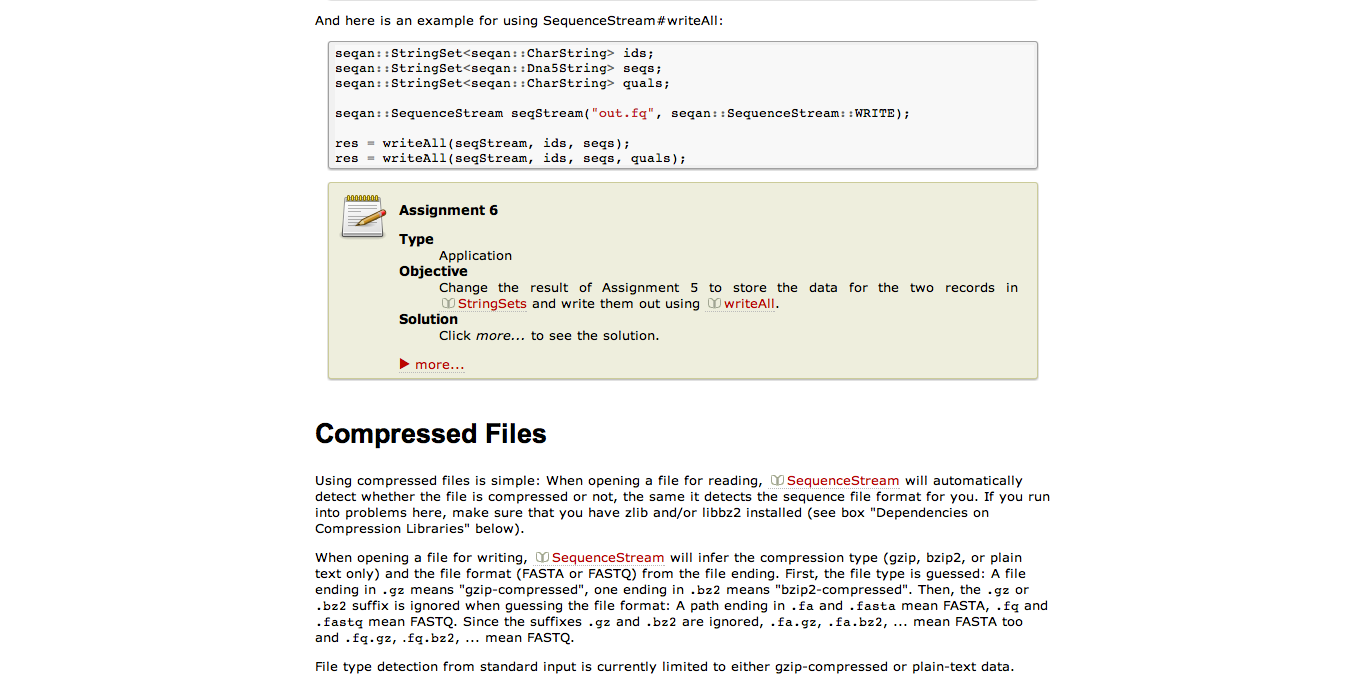 And here is an example for using SequenceStream#writeAll:
seqan::StringSet<seqan::CharString> ids;
seqan::StringSet<seqan::Dna5String> seqs;
seqan::StringSet<seqan::CharString> quals;
seqan::SequenceStream seqStream("out.fq", seqan::SequenceStream::WRITE);
res = writeAll(seqStream, ids, seqs);
res = writeAll(seqStream, ids, seqs, quals);
Assignment 6
Type
Application
Objective
Change the result of Assignment 5 to store the data for the two records in
StringSets and write them out using writeAll.
Solution
Click more... to see the solution.
more...
Compressed Files
Using compressed files is simple: When opening a file for reading, SequenceStream will automatically
detect whether the file is compressed or not, the same it detects the sequence file format for you. If you run
into problems here, make sure that you have zlib and/or libbz2 installed (see box "Dependencies on
Compression Libraries" below).
When opening a file for writing, SequenceStream will infer the compression type (gzip, bzip2, or plain
text only) and the file format (FASTA or FASTQ) from the file ending. First, the file type is guessed: A file
ending in .gz means "gzip-compressed", one ending in .bz2 means "bzip2-compressed". Then, the .gz or
.bz2 suffix is ignored when guessing the file format: A path ending in .fa and .fasta mean FASTA, .fq and
.fastq mean FASTQ. Since the suffixes .gz and .bz2 are ignored, .fa.gz, .fa.bz2, ... mean FASTA too
and .fq.gz, .fq.bz2, ... mean FASTQ.
File type detection from standard input is currently limited to either gzip-compressed or plain-text data.